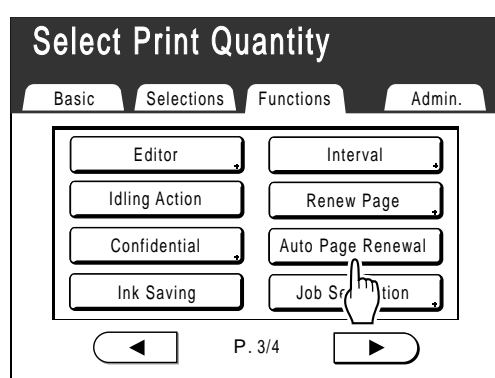 Select Print Quantity
Basic Selections Functions Admin.
Editor Interval
Idling Action Renew Page
Confidential Auto Page Renewal
Ink Saving Job
P. 3/4